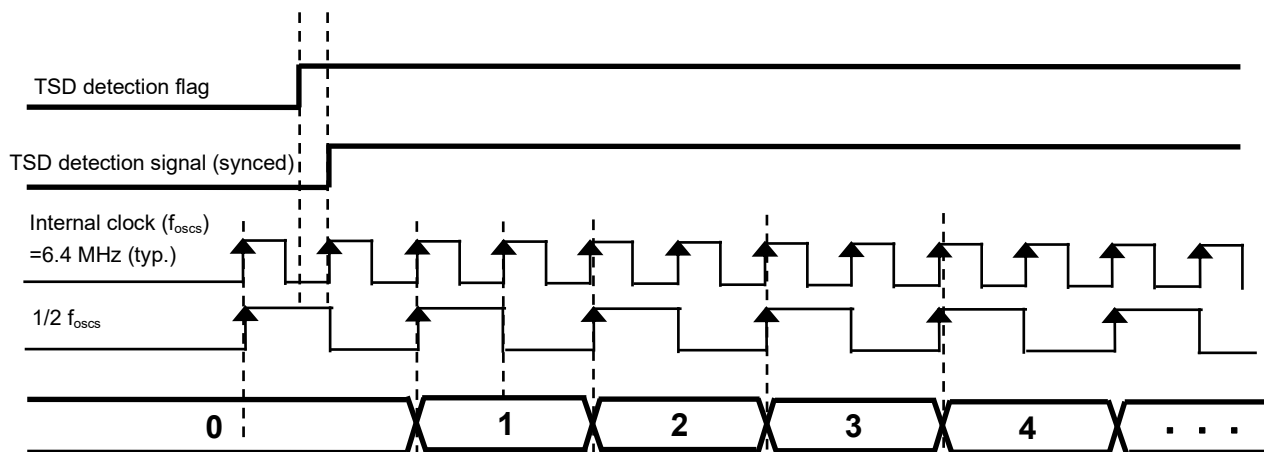 TSD detection flag
TSD detection signal (synced)
Internal clock (foscs)
=6.4 MHz (typ.)
1/2 foscs
0 1 2 3 4 . . .